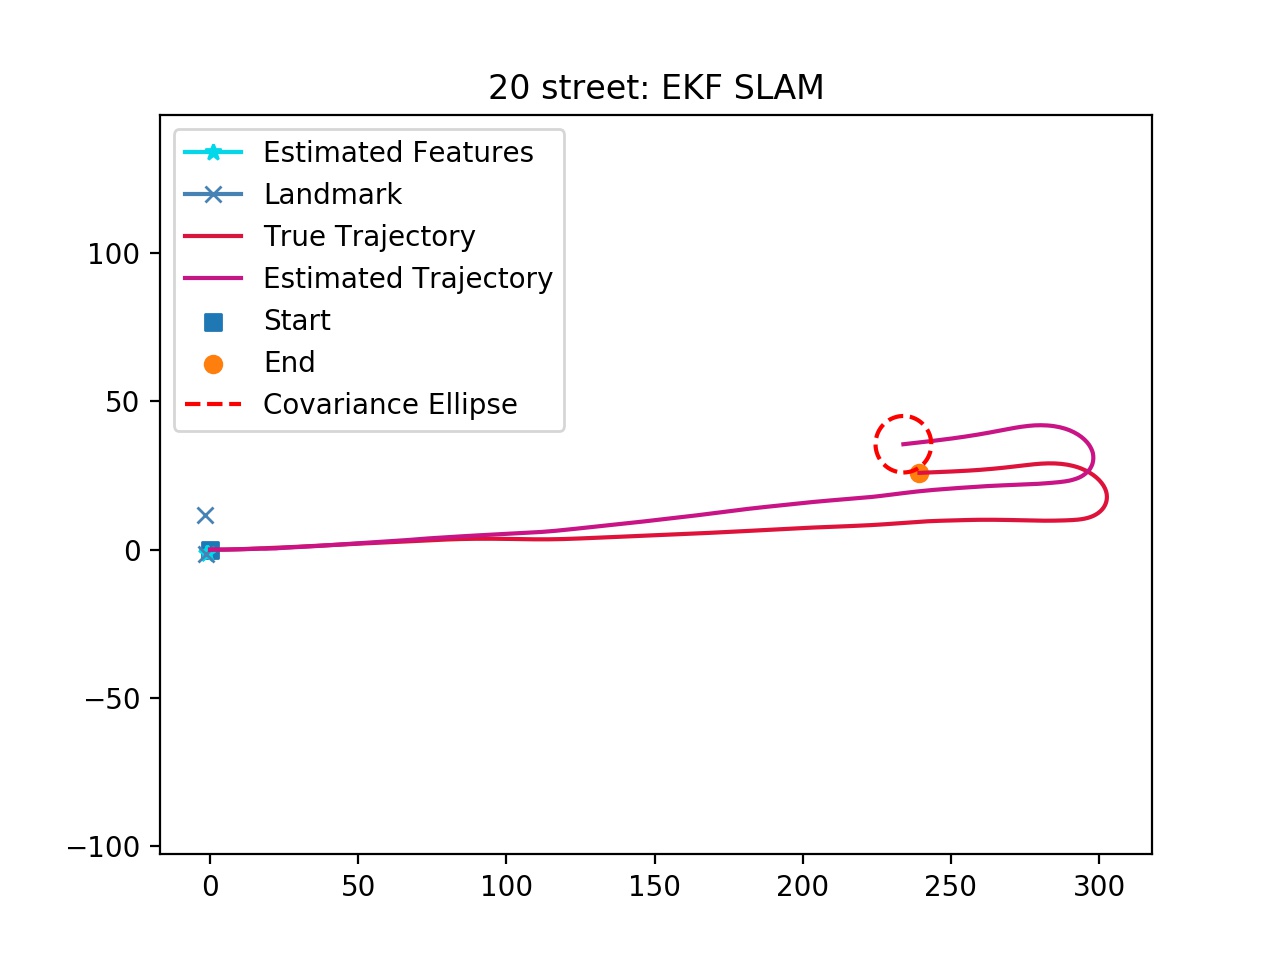 20 street: EKF SLAM
Estimated Features
Landmark
True Trajectory
Estimated Trajectory
Start
End
Covariance Ellipse
100
50
0
−50
−100
0 50 100 150 200 250 300